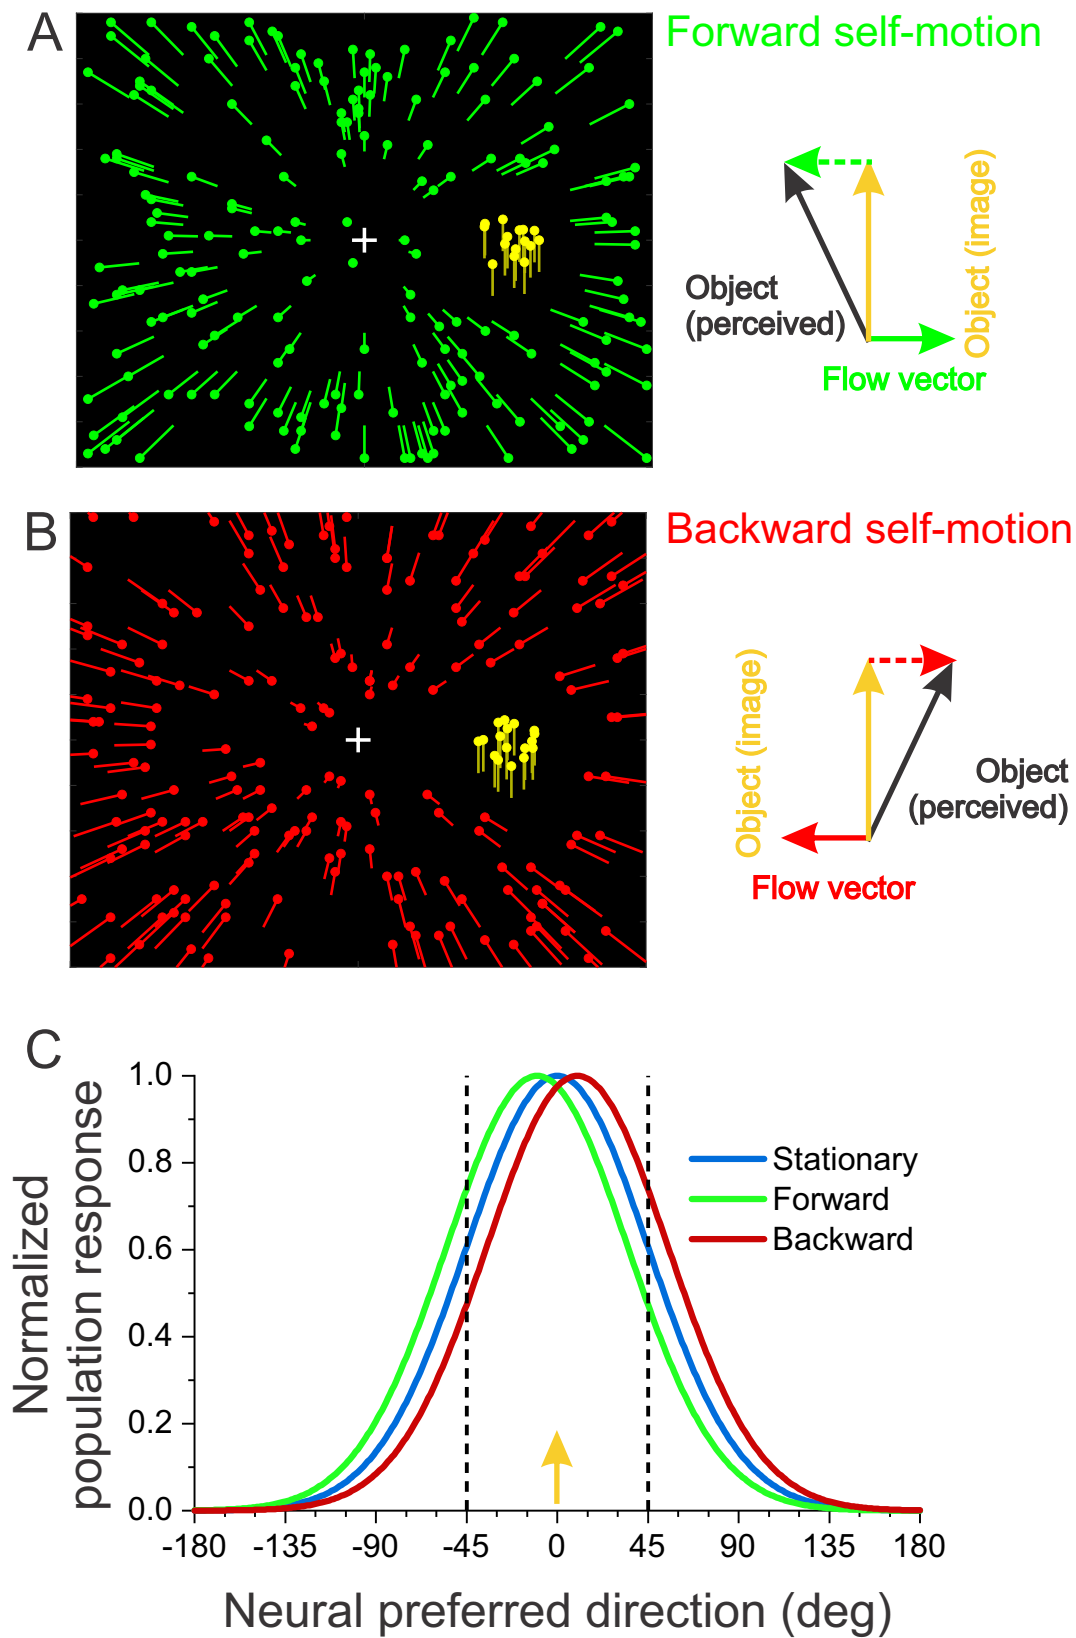 A
Forward self-motion
Object (image)
Object
(perceived)
Flow vector
B
Backward self-motion
Object (image)
Object
(perceived)
Flow vector
C
Normalized
population response
1.0
0.8
0.6
0.4
0.2
0.0
Stationary
Forward
Backward
-180 -135 -90 -45 0 45 90 135 180
Neural preferred direction (deg)